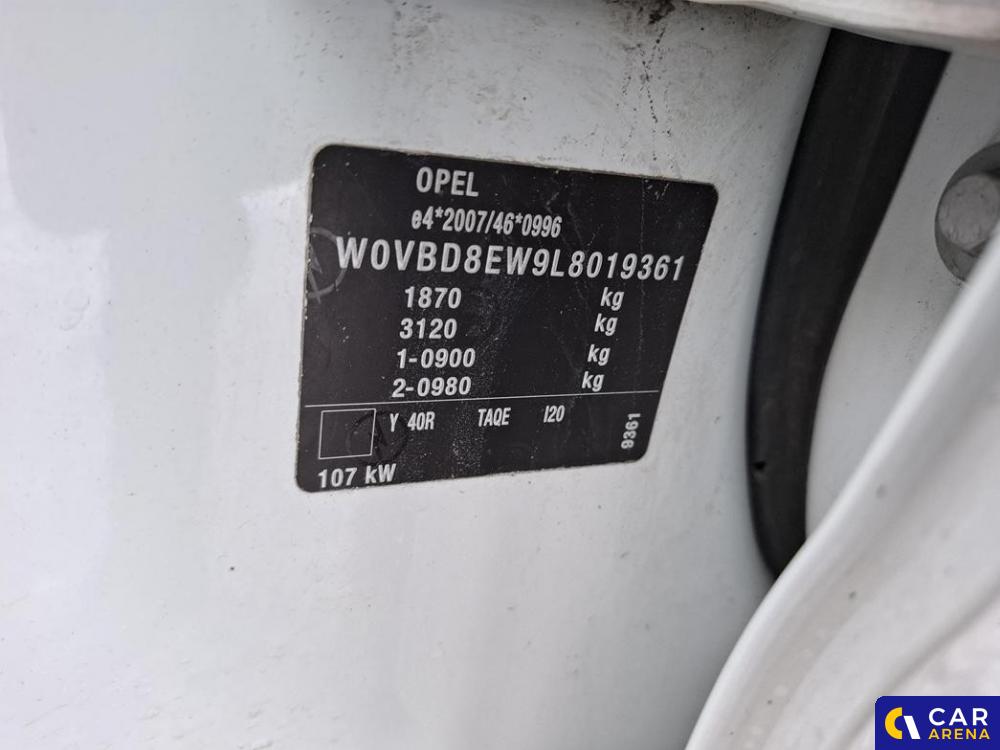 OPEL
e4*2007/46*0996
W0VBD8EW9L8019361
1870 kg
3120 kg
1-0900 kg
2-0980 kg
Y 40R TAQE I20
9361
107 kW
CAR
ARENA